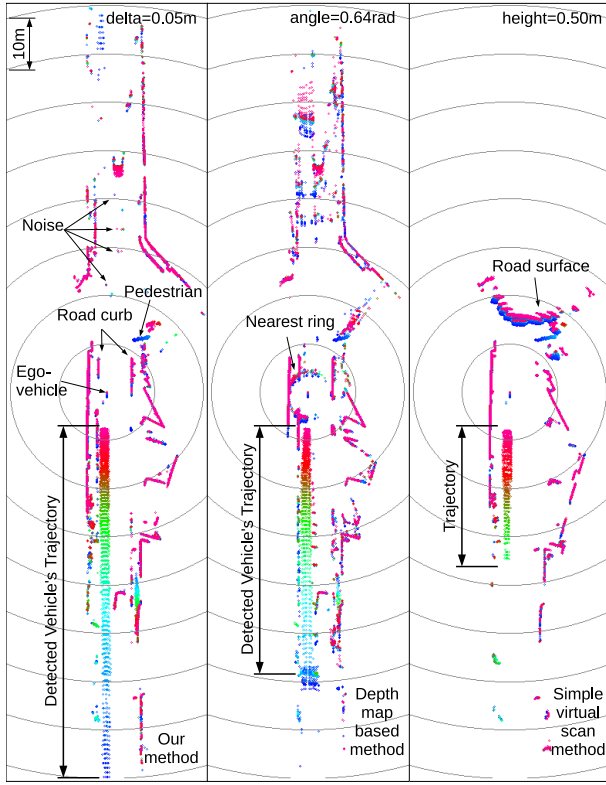 delta=0.05m
10m
Noise
Pedestrian
Road curb
Ego-
vehicle
Detected Vehicle's Trajectory
Our
method
angle=0.64rad
Nearest ring
Detected Vehicle's Trajectory
Depth
map
based
method
height=0.50m
Road surface
Trajectory
Simple
virtual
scan
method